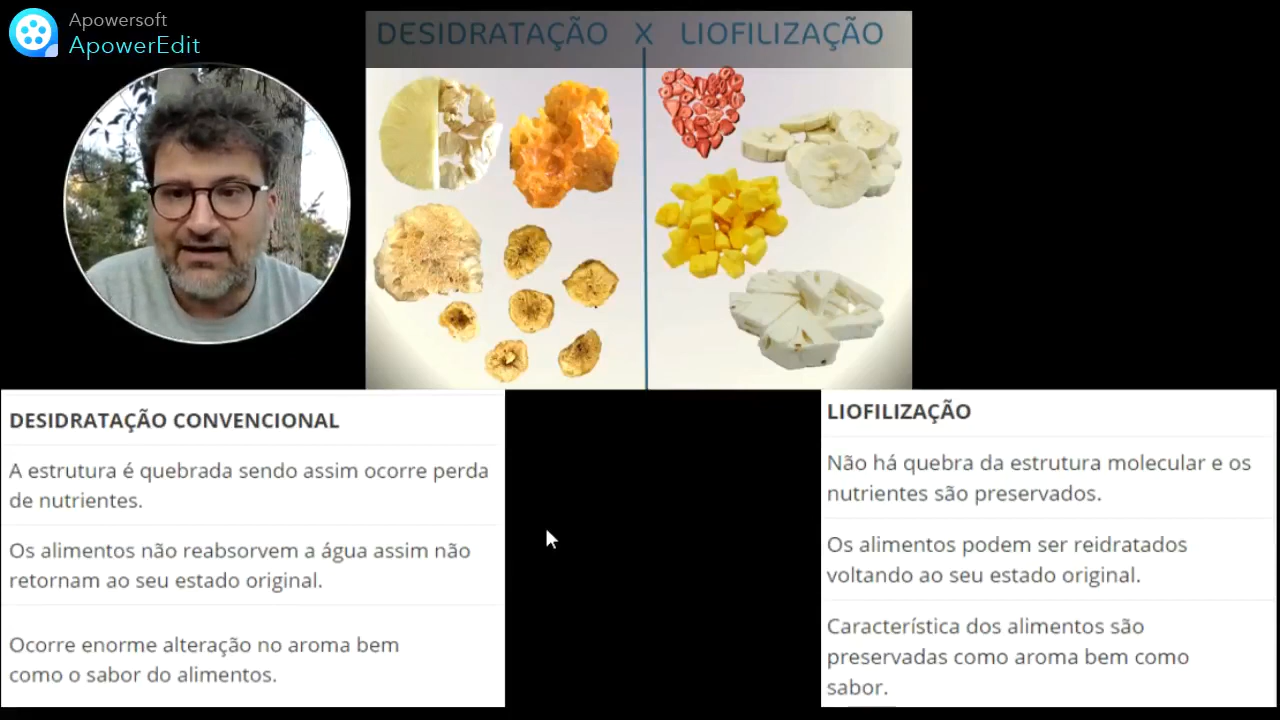 Apowersoft
ApowerEdit
DESIDRATAÇÃO X LIOFILIZAÇÃO
DESIDRATAÇÃO CONVENCIONAL
A estrutura é quebrada sendo assim ocorre perda
de nutrientes.
Os alimentos não reabsorvem a água assim não
retornam ao seu estado original.
Ocorre enorme alteração no aroma bem
como o sabor do alimentos.
LIOFILIZAÇÃO
Não há quebra da estrutura molecular e os
nutrientes são preservados.
Os alimentos podem ser reidratados
voltando ao seu estado original.
Característica dos alimentos são
preservadas como aroma bem como
sabor.